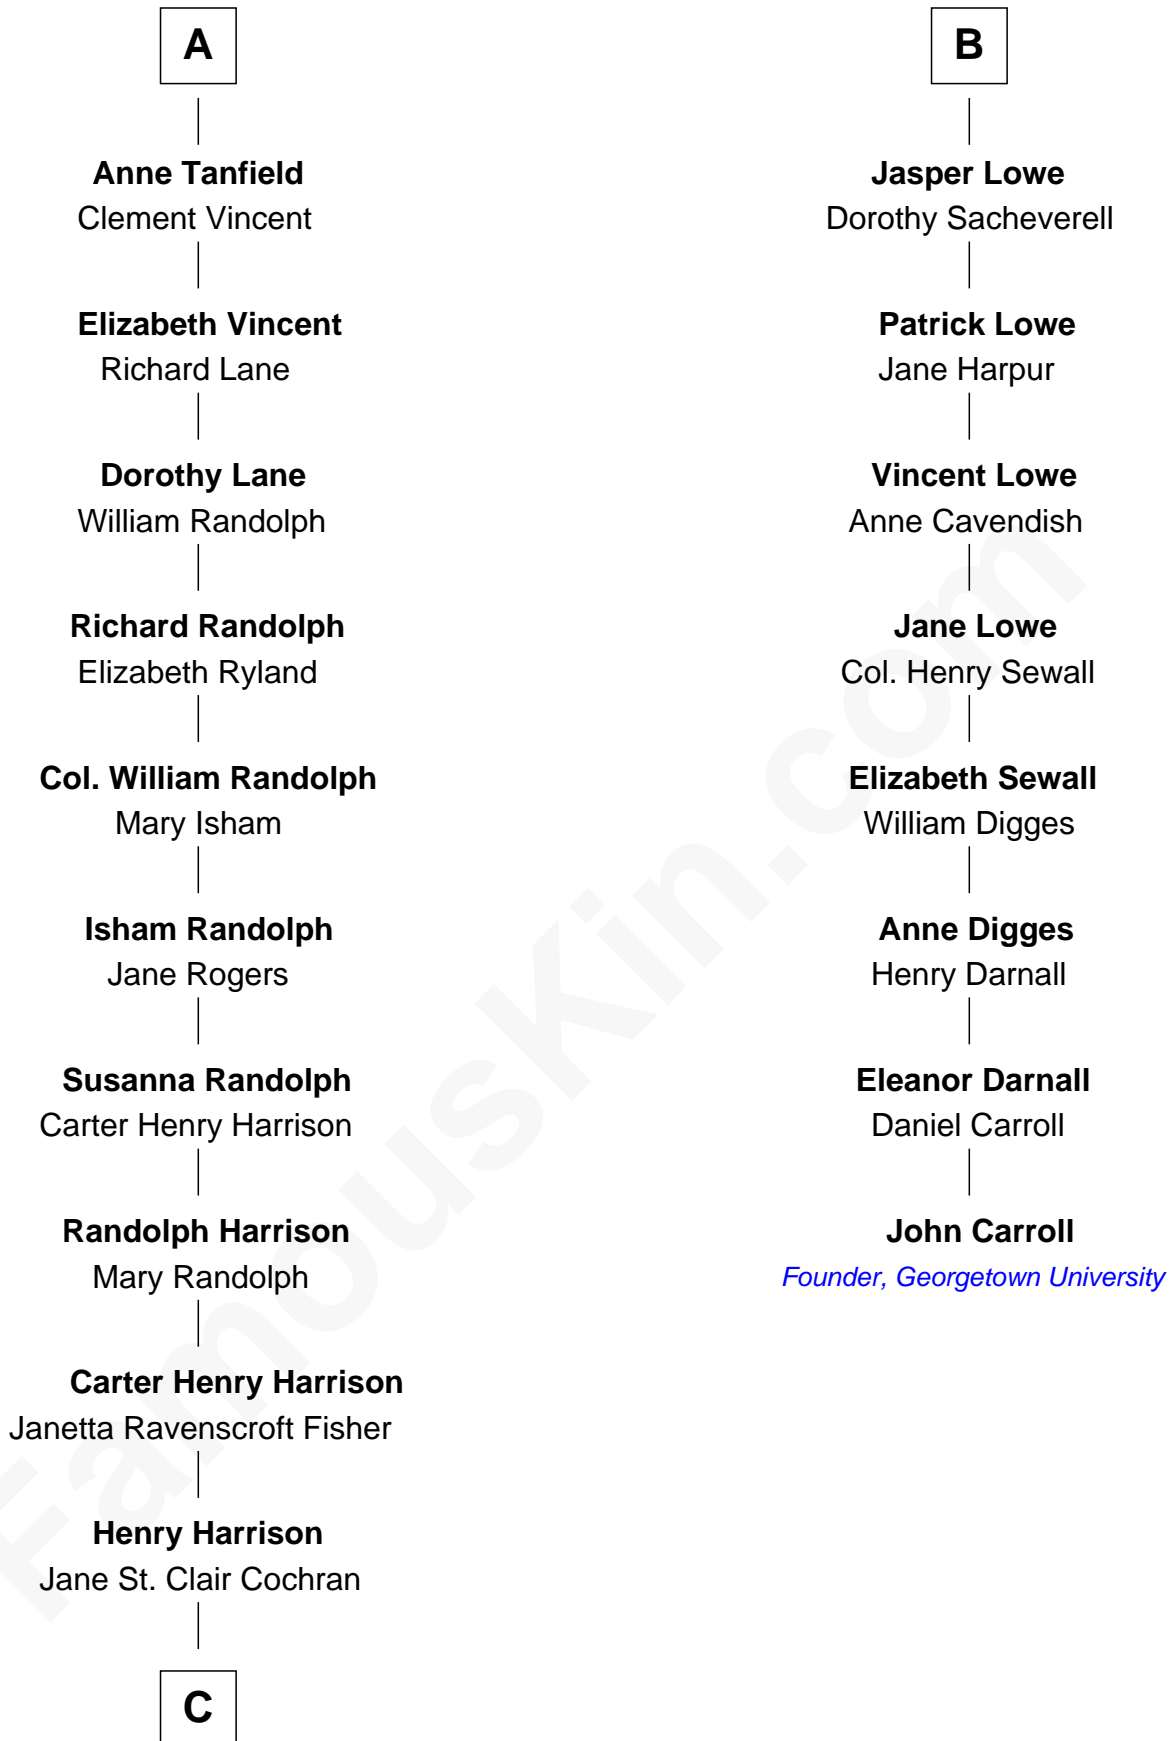 A
Anne Tanfield
Clement Vincent
Elizabeth Vincent
Richard Lane
Dorothy Lane
William Randolph
Richard Randolph
Elizabeth Ryland
Col. William Randolph
Mary Isham
Isham Randolph
Jane Rogers
Susanna Randolph
Carter Henry Harrison
Randolph Harrison
Mary Randolph
Carter Henry Harrison
Janetta Ravenscroft Fisher
Henry Harrison
Jane St. Clair Cochran
C
B
Jasper Lowe
Dorothy Sacheverell
Patrick Lowe
Jane Harpur
Vincent Lowe
Anne Cavendish
Jane Lowe
Col. Henry Sewall
Elizabeth Sewall
William Digges
Anne Digges
Henry Darnall
Eleanor Darnall
Daniel Carroll
John Carroll
Founder, Georgetown University
FamousKin.com